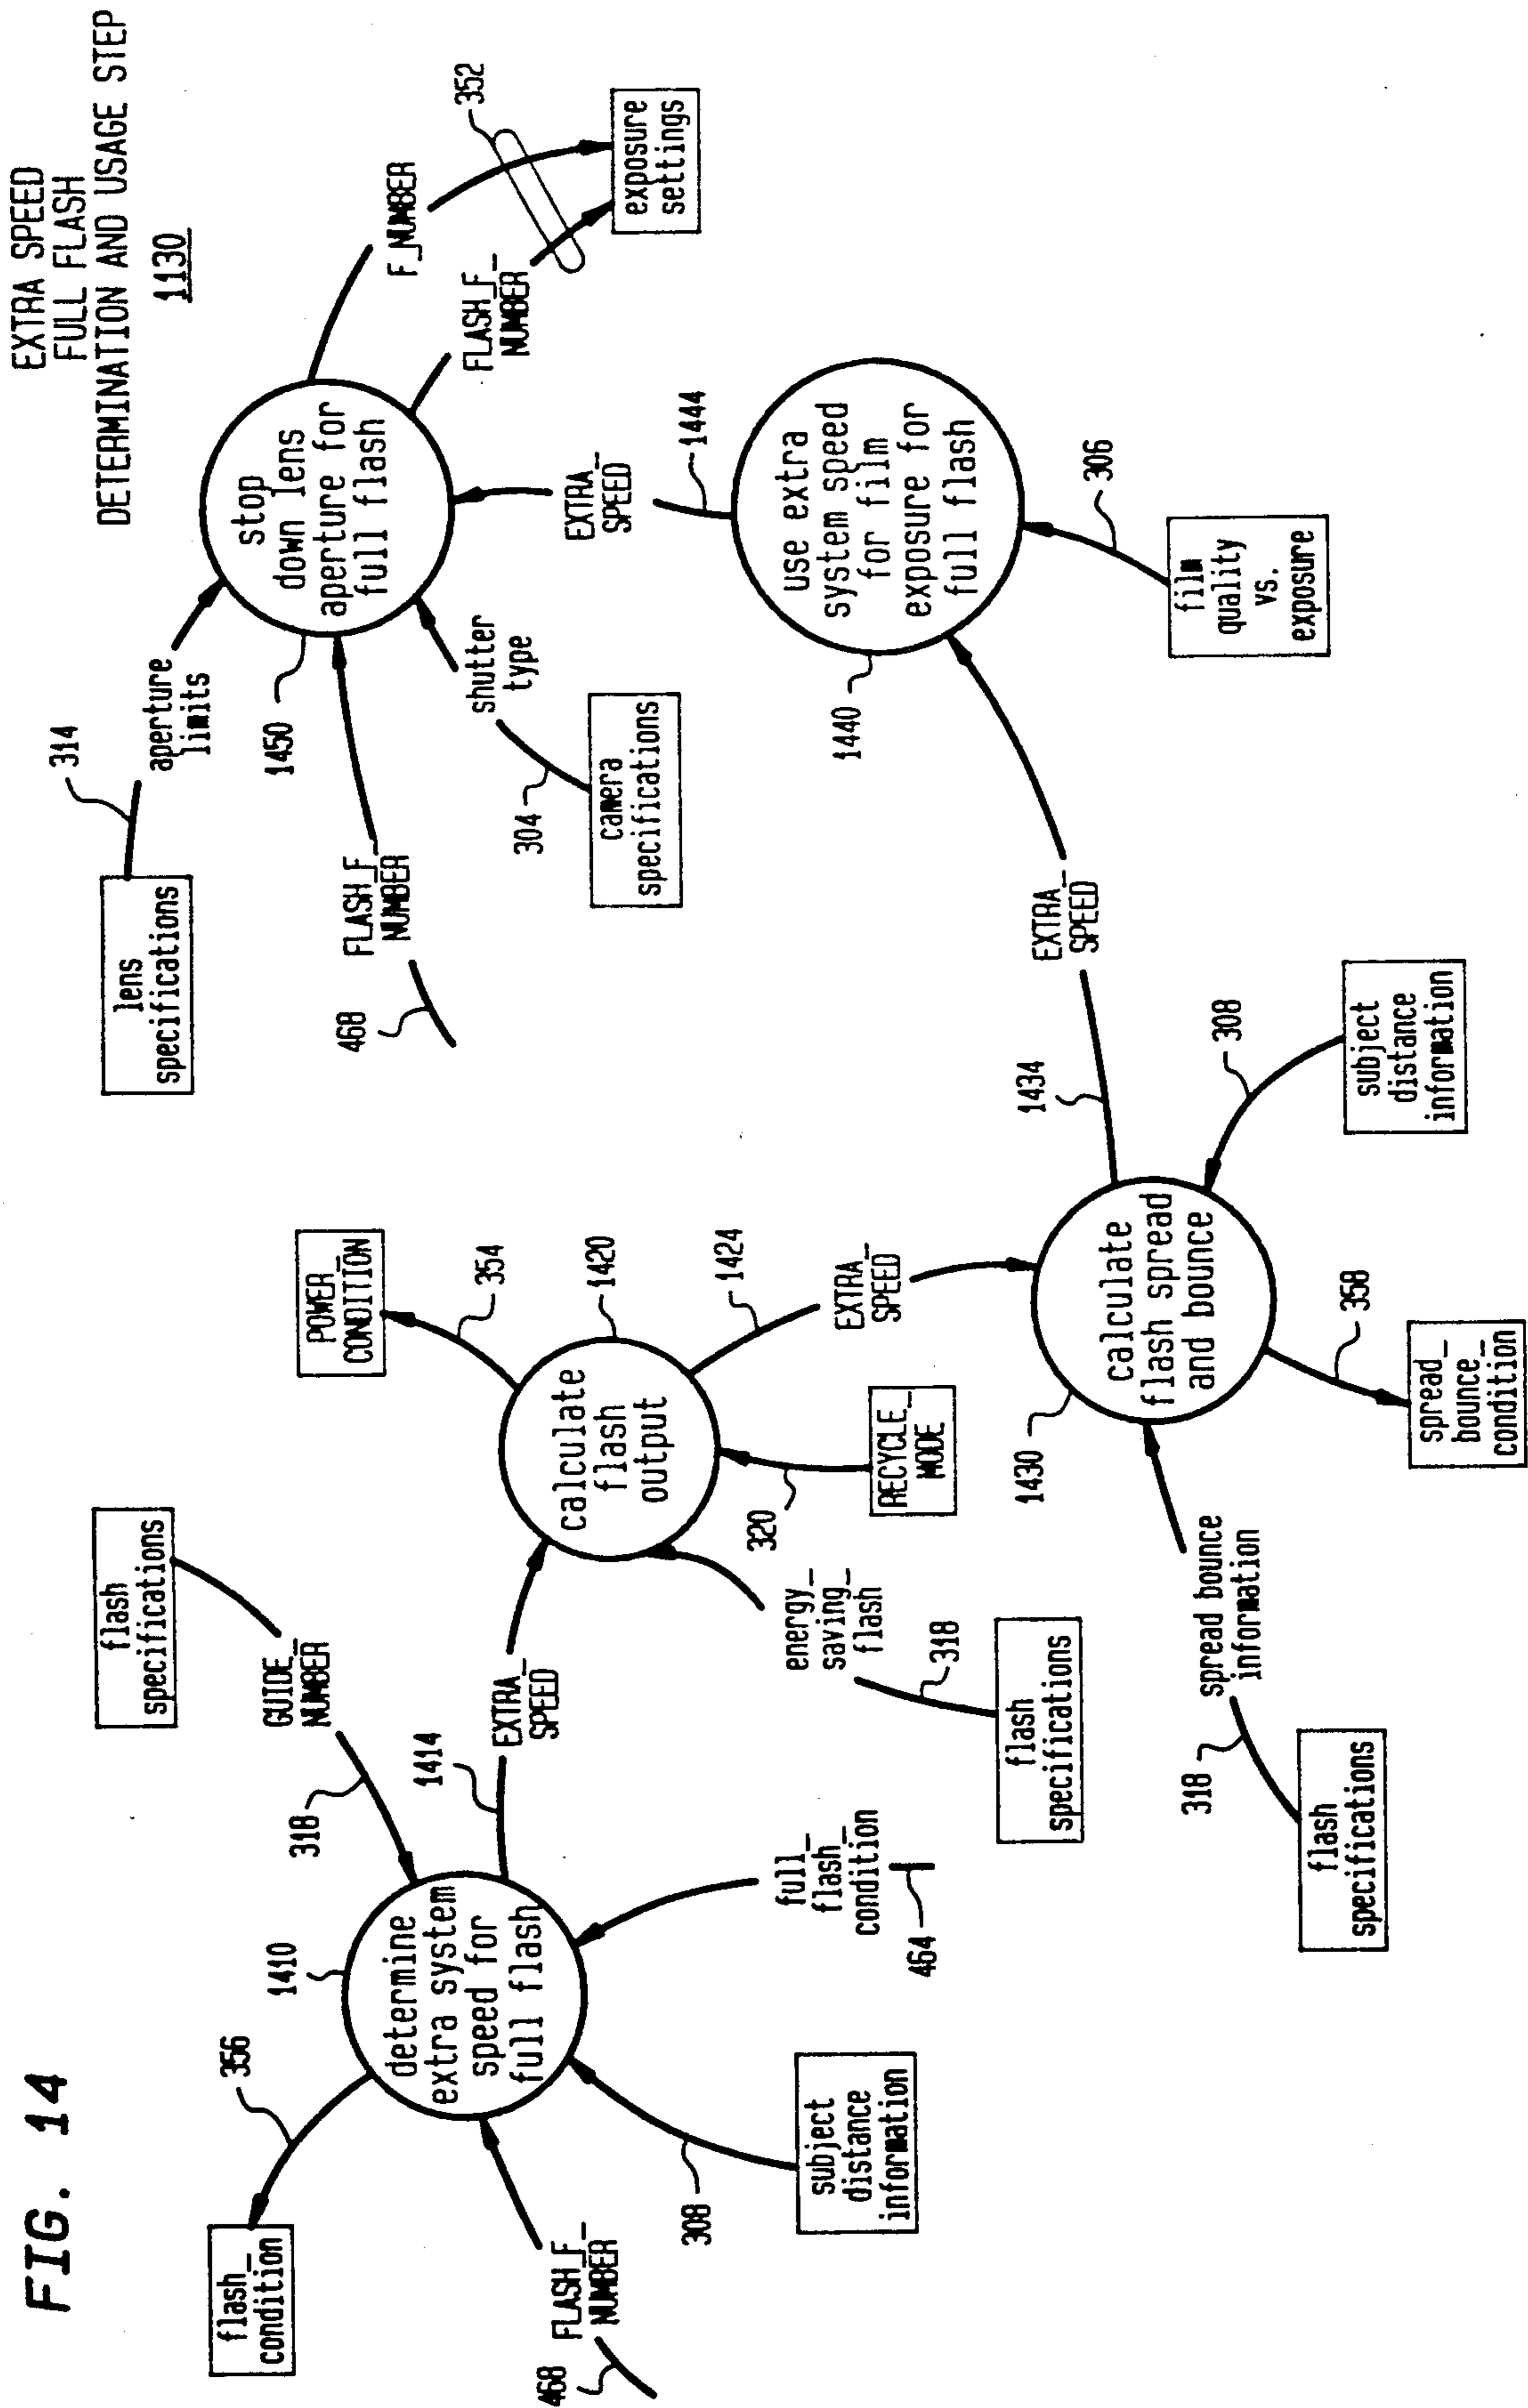 FIG. 14
EXTRA SPEED
FULL FLASH
DETERMINATION AND USAGE STEP
1130
flash_
condition
356
FLASH_F_
NUMBER
468
1410
determine
extra system
speed for
full flash
308
subject
distance
information
full_
flash_
condition
464
flash
specifications
GUIDE_
NUMBER
318
1414
EXTRA_
SPEED
calculate
flash
output
1420
POWER_
CONDITION
354
energy_
saving_
flash
318
flash
specifications
320
RECYCLE_
MODE
1424
EXTRA_
SPEED
1430
calculate
flash spread
and bounce
spread bounce
information
318
flash
specifications
358
spread_
bounce_
condition
308
subject
distance
information
1434
EXTRA_
SPEED
1440
use extra
system speed
for film
exposure for
full flash
306
film
quality
vs.
exposure
1444
EXTRA_
SPEED
lens
specifications
314
aperture
limits
1450
stop
down lens
aperture for
full flash
FLASH_F_
NUMBER
468
shutter
type
304
camera
specifications
F_NUMBER
FLASH_F_
NUMBER
352
exposure
settings